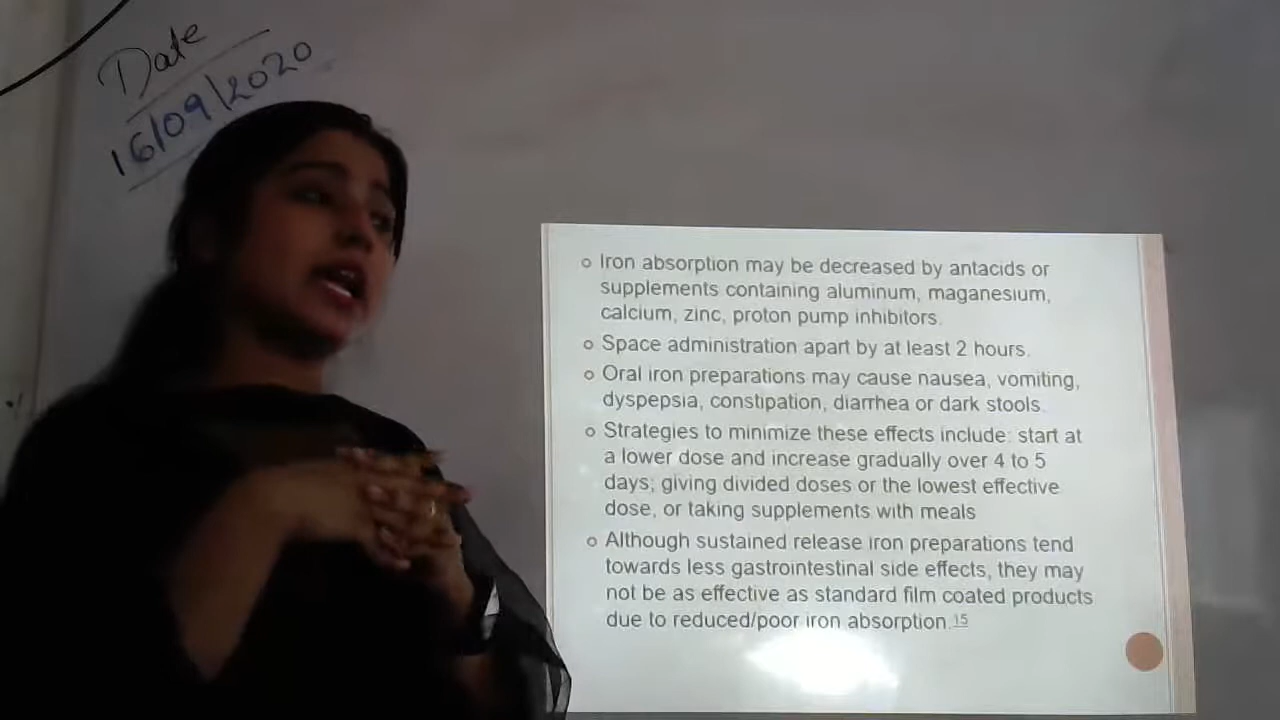 Date
16/09/2020
Iron absorption may be decreased by antacids or
supplements containing aluminum, maganesium,
calcium, zinc, proton pump inhibitors.
Space administration apart by at least 2 hours.
Oral iron preparations may cause nausea, vomiting,
dyspepsia, constipation, diarrhea or dark stools.
Strategies to minimize these effects include: start at
a lower dose and increase gradually over 4 to 5
days; giving divided doses or the lowest effective
dose, or taking supplements with meals
Although sustained release iron preparations tend
towards less gastrointestinal side effects, they may
not be as effective as standard film coated products
due to reduced/poor iron absorption.15